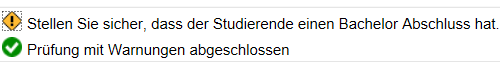 Stellen Sie sicher, dass der Studierende einen Bachelor Abschluss hat.
Prüfung mit Warnungen abgeschlossen